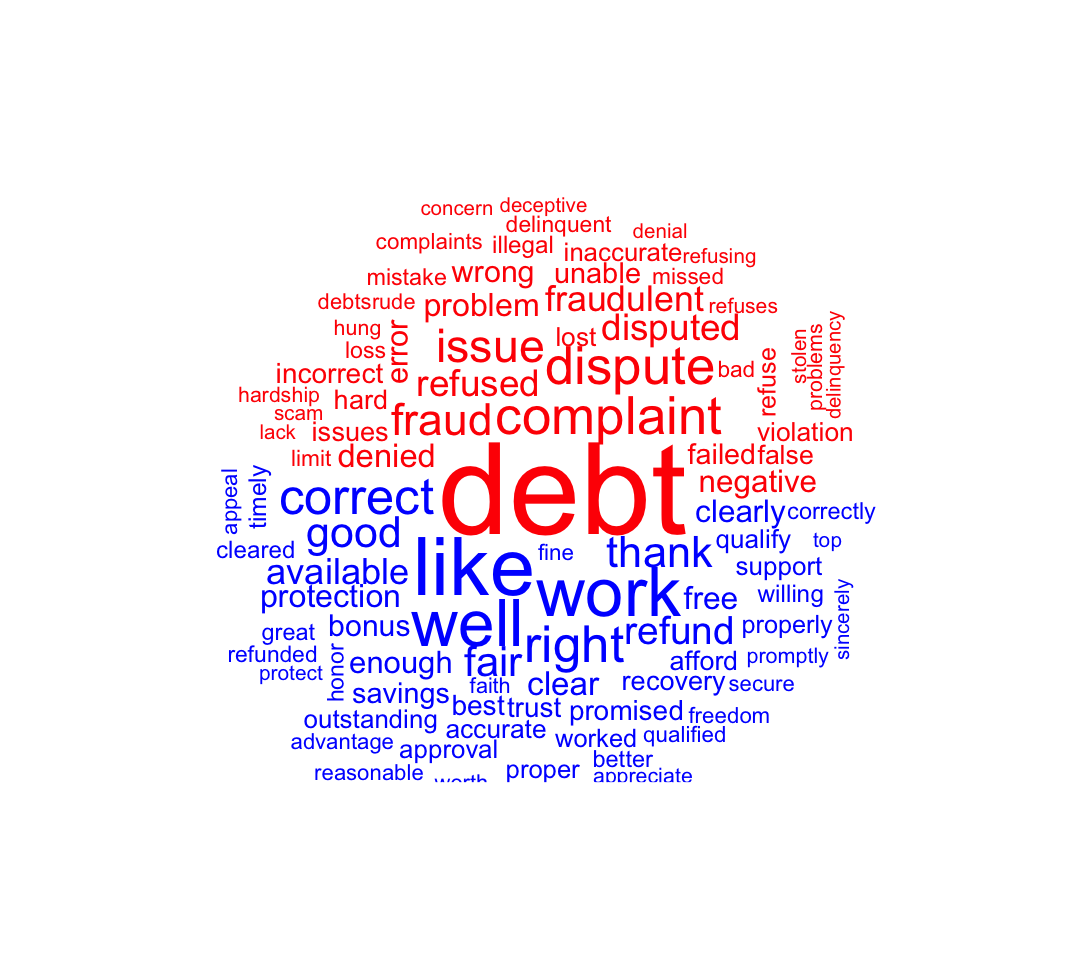 concern deceptive
delinquent denial
complaints illegal inaccurate refusing
mistake wrong unable missed
debts rude problem fraudulent refuses
hung error issue lost disputed
loss dispute bad refuse stolen problems delinquency
incorrect refused
hardship hard fraud complaint
scam
lack issues violation
limit denied debt failed false
negative
appeal timely correct clearly correctly
good thank qualify top
cleared like fine support
available work free willing
protection well right refund properly sincerely
great bonus
refunded honor enough fair afford promptly
protect savings faith clear recovery secure
outstanding best trust promised freedom
advantage accurate worked qualified
approval better
reasonable worth proper appreciate